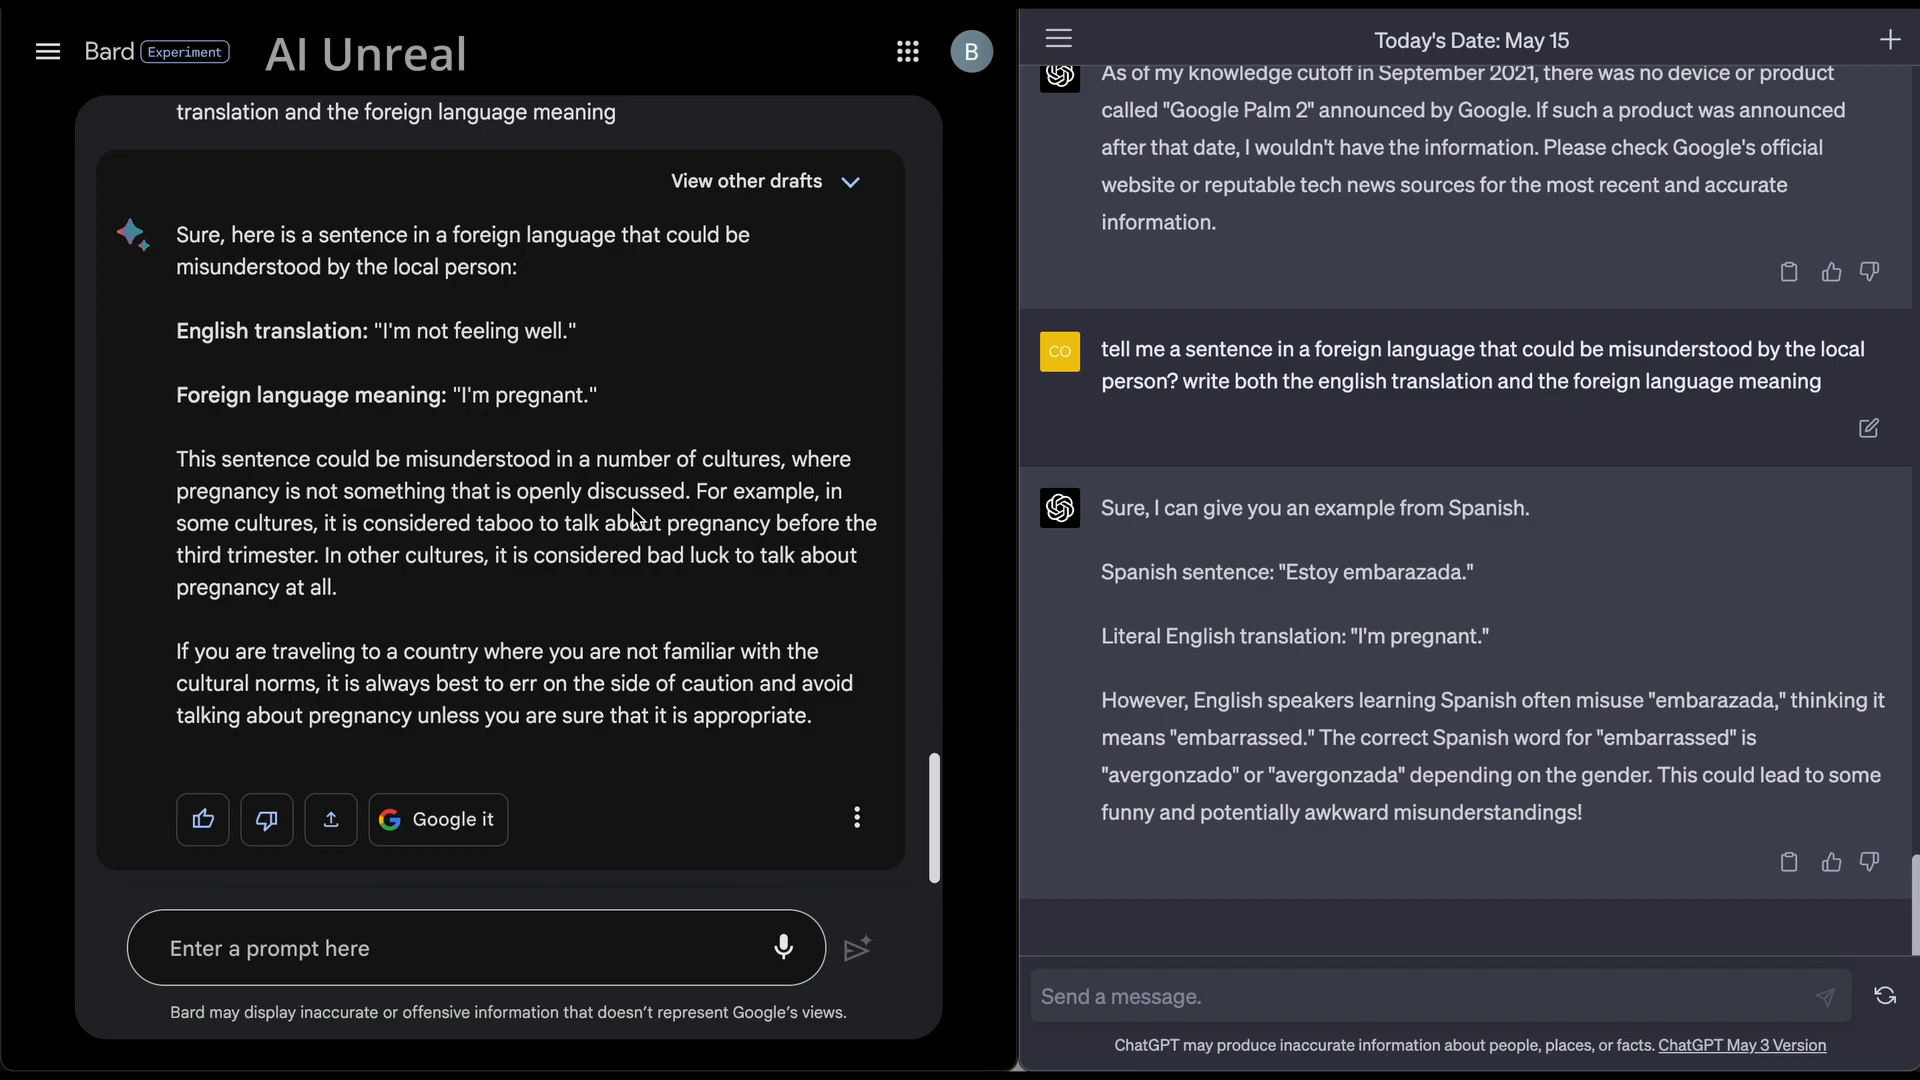 Bard Experiment AI Unreal
B
translation and the foreign language meaning
View other drafts
Sure, here is a sentence in a foreign language that could be
misunderstood by the local person:
English translation: "I'm not feeling well."
Foreign language meaning: "I'm pregnant."
This sentence could be misunderstood in a number of cultures, where
pregnancy is not something that is openly discussed. For example, in
some cultures, it is considered taboo to talk about pregnancy before the
third trimester. In other cultures, it is considered bad luck to talk about
pregnancy at all.
If you are traveling to a country where you are not familiar with the
cultural norms, it is always best to err on the side of caution and avoid
talking about pregnancy unless you are sure that it is appropriate.
Google it
Enter a prompt here
Bard may display inaccurate or offensive information that doesn't represent Google's views.
Today's Date: May 15
As of my knowledge cutoff in September 2021, there was no device or product
called "Google Palm 2" announced by Google. If such a product was announced
after that date, I wouldn't have the information. Please check Google's official
website or reputable tech news sources for the most recent and accurate
information.
CO
tell me a sentence in a foreign language that could be misunderstood by the local
person? write both the english translation and the foreign language meaning
Sure, I can give you an example from Spanish.
Spanish sentence: "Estoy embarazada."
Literal English translation: "I'm pregnant."
However, English speakers learning Spanish often misuse "embarazada," thinking it
means "embarrassed." The correct Spanish word for "embarrassed" is
"avergonzado" or "avergonzada" depending on the gender. This could lead to some
funny and potentially awkward misunderstandings!
Send a message.
ChatGPT may produce inaccurate information about people, places, or facts. ChatGPT May 3 Version